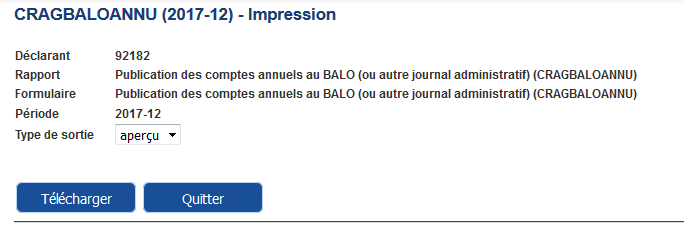 CRAGBALOANNU (2017-12) - Impression
Déclarant 92182
Rapport Publication des comptes annuels au BALO (ou autre journal administratif) (CRAGBALOANNU)
Formulaire Publication des comptes annuels au BALO (ou autre journal administratif) (CRAGBALOANNU)
Période 2017-12
Type de sortie aperçu
Télécharger Quitter